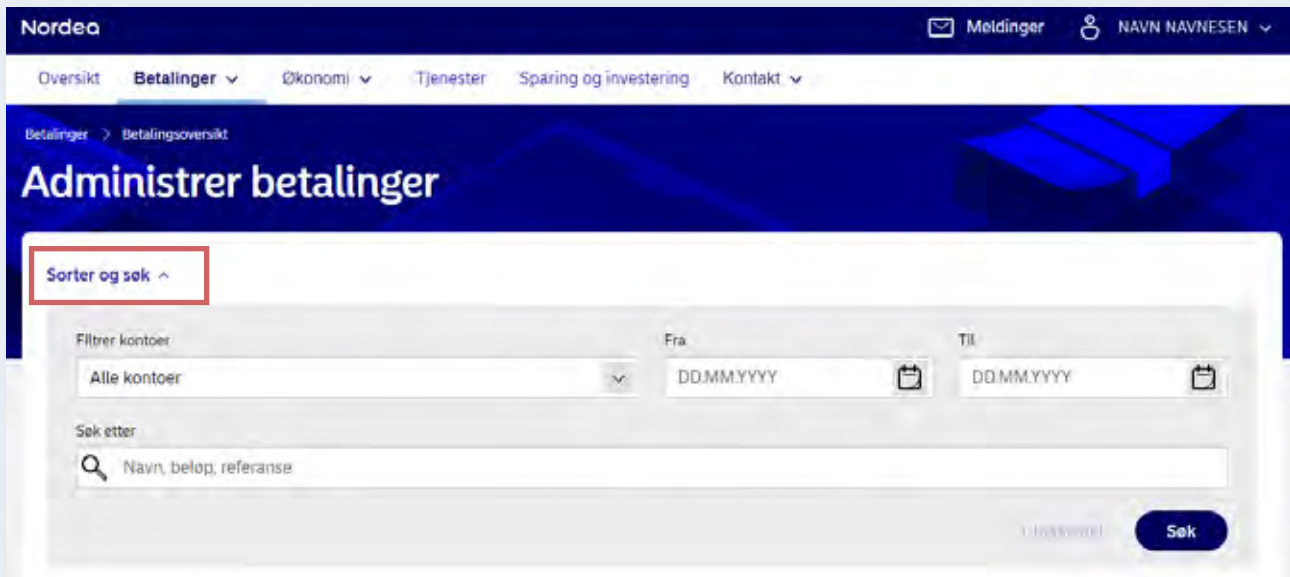 Nordea Meldinger NAVN NAVNESEN
Oversikt Betalinger Økonomi Tjenester Sparing og investering Kontakt
Betalinger > Betalingsoversikt
Administrer betalinger
Sorter og søk
Filtrer kontoer Fra Til
Alle kontoer DD.MM.YYYY DD.MM.YYYY
Søk etter
Navn, beløp, referanse
Søk